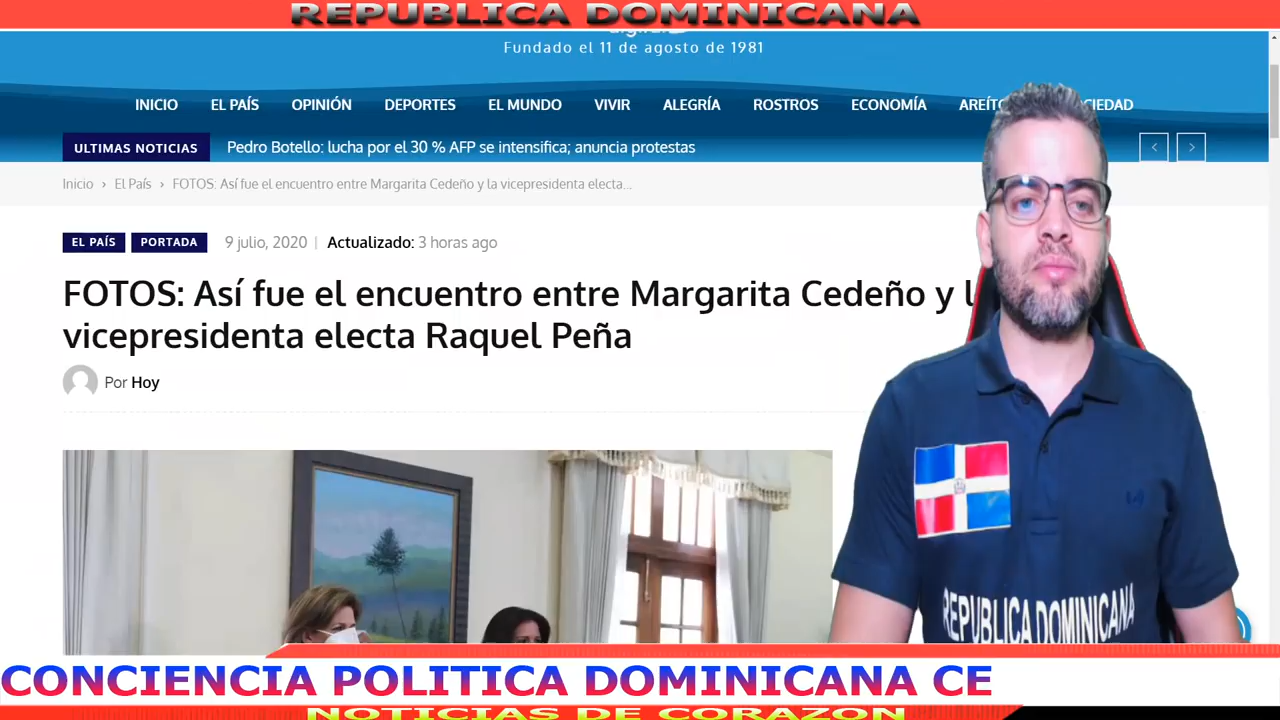 REPUBLICA DOMINICANA
Fundado el 11 de agosto de 1981
INICIO EL PAÍS OPINIÓN DEPORTES EL MUNDO VIVIR ALEGRÍA ROSTROS ECONOMÍA
ULTIMAS NOTICIAS Pedro Botello: lucha por el 30 % AFP se intensifica; anuncia protestas
Inicio › El País › FOTOS: Así fue el encuentro entre Margarita Cedeño y la vicepresidenta electa...
EL PAÍS PORTADA 9 julio, 2020 | Actualizado: 3 horas ago
FOTOS: Así fue el encuentro entre Margarita Cedeño y
vicepresidenta electa Raquel Peña
Por Hoy
REPUBLICA DOMINICANA
CONCIENCIA POLITICA DOMINICANA CE
NOTICIAS DE CORAZON